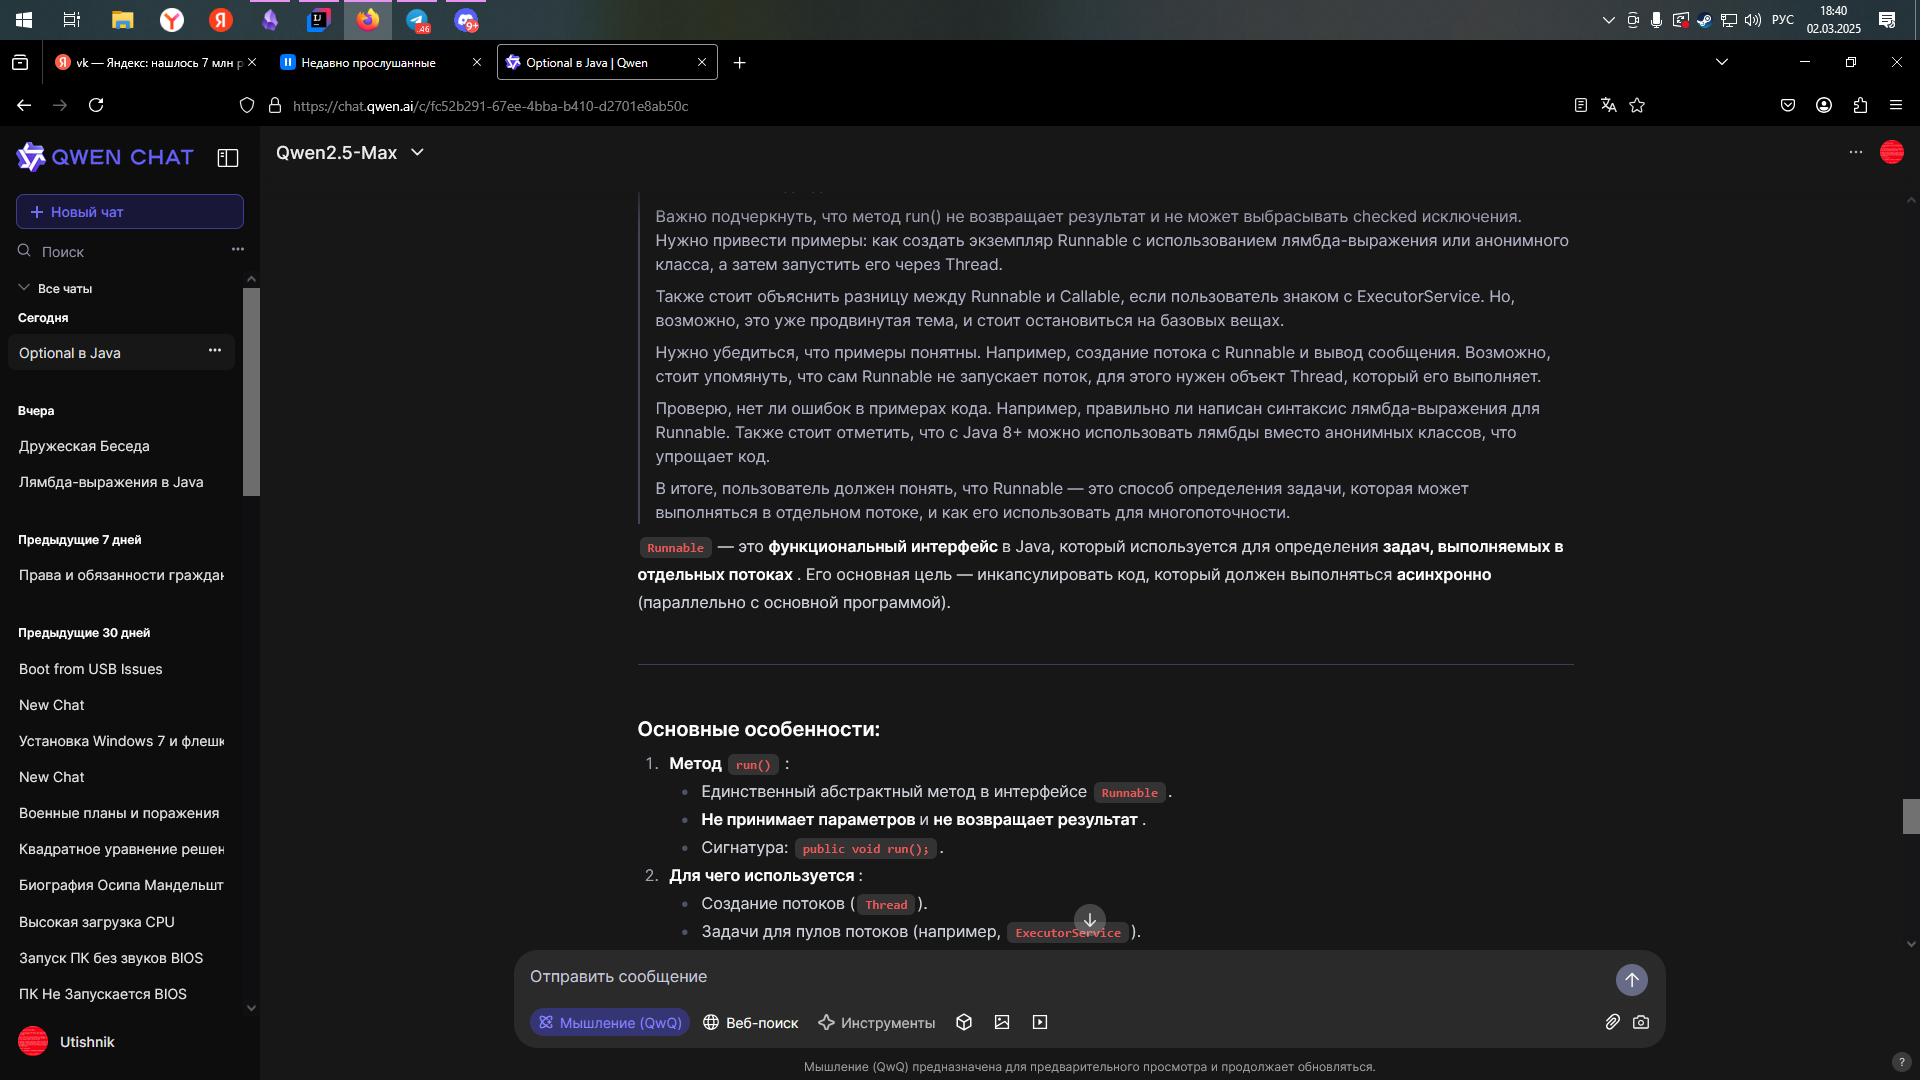 РУС
18:40
02.03.2025
46
9+
vk — Яндекс: нашлось 7 млн р
Недавно прослушанные
Optional в Java | Qwen
https://chat.qwen.ai/c/fc52b291-67ee-4bba-b410-d2701e8ab50c
QWEN CHAT
Qwen2.5-Max
Новый чат
Поиск
Все чаты
Сегодня
Optional в Java
Вчера
Дружеская Беседа
Лямбда-выражения в Java
Предыдущие 7 дней
Права и обязанности граждан
Предыдущие 30 дней
Boot from USB Issues
New Chat
Установка Windows 7 и флешк
New Chat
Военные планы и поражения
Квадратное уравнение решен
Биография Осипа Мандельшт
Высокая загрузка CPU
Запуск ПК без звуков BIOS
ПК Не Запускается BIOS
Utishnik
Важно подчеркнуть, что метод run() не возвращает результат и не может выбрасывать checked исключения.
Нужно привести примеры: как создать экземпляр Runnable с использованием лямбда-выражения или анонимного
класса, а затем запустить его через Thread.
Также стоит объяснить разницу между Runnable и Callable, если пользователь знаком с ExecutorService. Но,
возможно, это уже продвинутая тема, и стоит остановиться на базовых вещах.
Нужно убедиться, что примеры понятны. Например, создание потока с Runnable и вывод сообщения. Возможно,
стоит упомянуть, что сам Runnable не запускает поток, для этого нужен объект Thread, который его выполняет.
Проверю, нет ли ошибок в примерах кода. Например, правильно ли написан синтаксис лямбда-выражения для
Runnable. Также стоит отметить, что с Java 8+ можно использовать лямбды вместо анонимных классов, что
упрощает код.
В итоге, пользователь должен понять, что Runnable — это способ определения задачи, которая может
выполняться в отдельном потоке, и как его использовать для многопоточности.
Runnable — это функциональный интерфейс в Java, который используется для определения задач, выполняемых в
отдельных потоках . Его основная цель — инкапсулировать код, который должен выполняться асинхронно
(параллельно с основной программой).
Основные особенности:
1. Метод run() :
Единственный абстрактный метод в интерфейсе Runnable .
Не принимает параметров и не возвращает результат .
Сигнатура: public void run(); .
2. Для чего используется :
Создание потоков ( Thread ).
Задачи для пулов потоков (например, ExecutorService ).
Отправить сообщение
Мышление (QwQ)
Веб-поиск
Инструменты
Мышление (QwQ) предназначена для предварительного просмотра и продолжает обновляться.
?